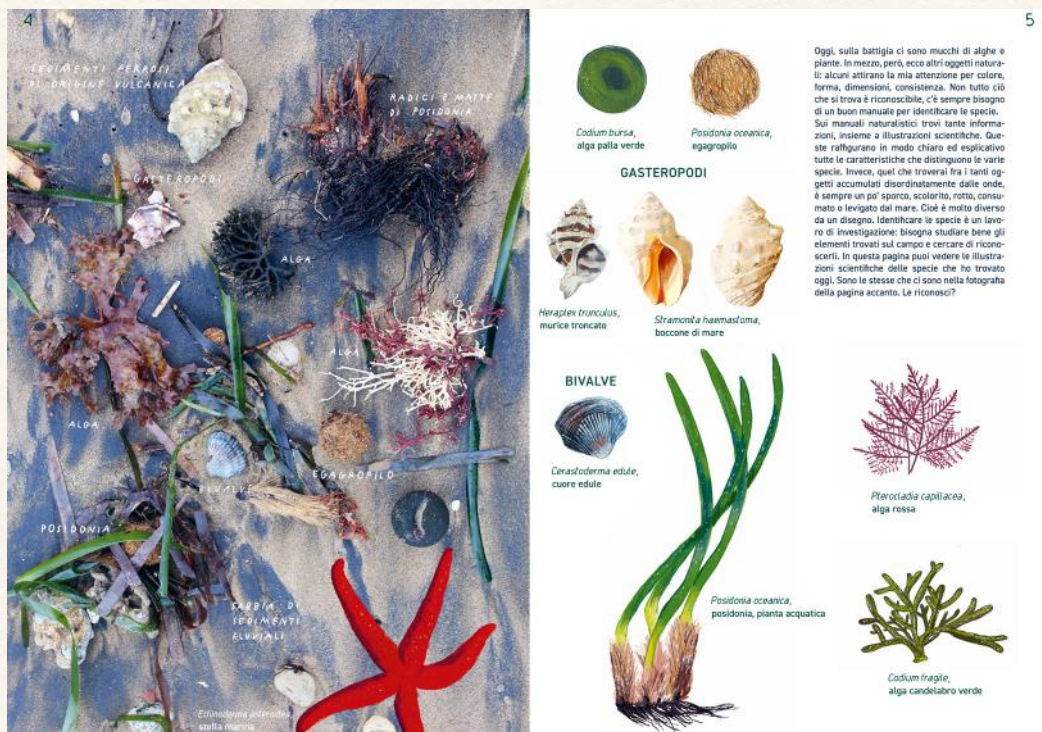 4
SEDIMENTI FERROSI
DI ORIGINE VULCANICA
RADICI E MATTE
DI POSIDONIA
GASTEROPODI
ALGA
ALGA
ALGA
BIVALVE
EGAGROPILO
POSIDONIA
SABBIA DI
SEDIMENTI
FLUVIALI
Echinoderma asteroidea
stella marina
5
Codium bursa,
alga palla verde
Posidonia oceanica,
egagropilo
GASTEROPODI
Heraplex trunculus,
murice troncato
Stramonita haemastoma,
boccone di mare
BIVALVE
Cerastoderma edule,
cuore edule
Posidonia oceanica,
posidonia, pianta acquatica
Oggi, sulla battigia ci sono mucchi di alghe e
piante. In mezzo, però, ecco altri oggetti natura-
li: alcuni attirano la mia attenzione per colore,
forma, dimensioni, consistenza. Non tutto ciò
che si trova è riconoscibile, c'è sempre bisogno
di un buon manuale per identificare le specie.
Sui manuali naturalistici trovi tante informa-
zioni, insieme a illustrazioni scientifiche. Que-
ste raffigurano in modo chiaro ed esplicativo
tutte le caratteristiche che distinguono le varie
specie. Invece, quel che troverai fra i tanti og-
getti accumulati disordinatamente dalle onde,
è sempre un po' sporco, scolorito, rotto, consu-
mato o levigato dal mare. Cioè è molto diverso
da un disegno. Identificare le specie è un lavo-
ro di investigazione: bisogna studiare bene gli
elementi trovati sul campo e cercare di ricono-
scerli. In questa pagina puoi vedere le illustra-
zioni scientifiche delle specie che ho trovato
oggi. Sono le stesse che ci sono nella fotografia
della pagina accanto. Le riconosci?
Pterocladia capillacea,
alga rossa
Codium fragile,
alga candelabro verde